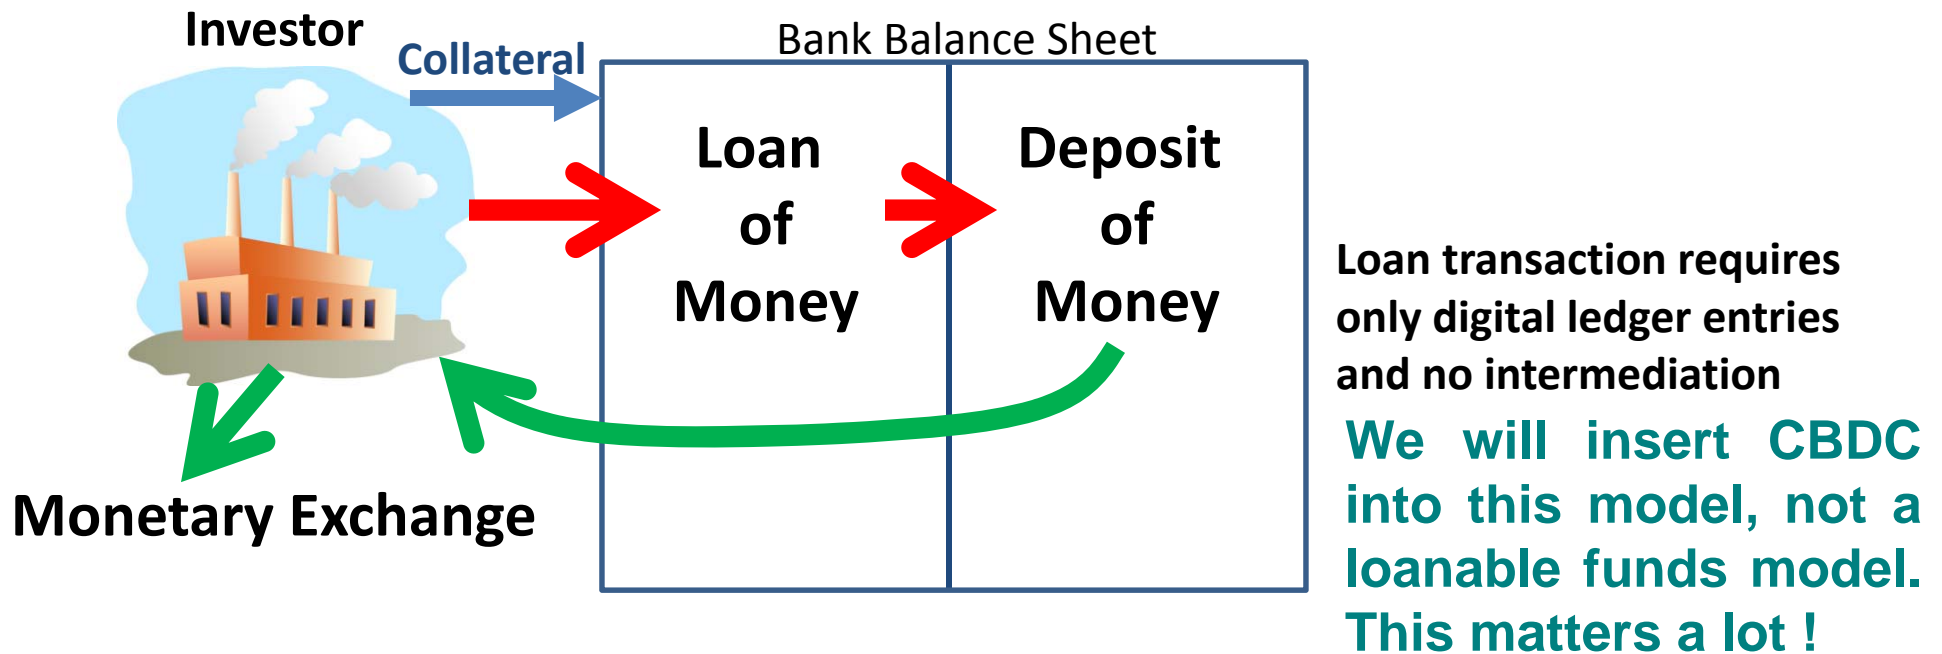 Investor
Collateral
Bank Balance Sheet
Loan
of
Money
Deposit
of
Money
Monetary Exchange
Loan transaction requires
only digital ledger entries
and no intermediation
We will insert CBDC
into this model, not a
loanable funds model.
This matters a lot !